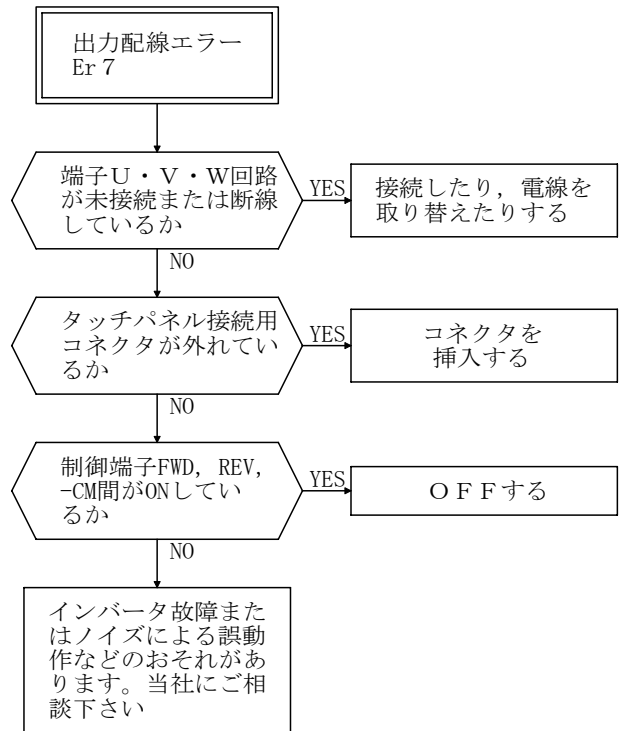 出力配線エラー
Er７
端子Ｕ・Ｖ・Ｗ回路
が未接続または断線
しているか
YES
接続したり，電線を
取り替えたりする
NO
タッチパネル接続用
コネクタが外れてい
るか
YES
コネクタを
挿入する
NO
制御端子FWD，REV，
-CM間がONしてい
るか
YES
ＯＦＦする
NO
インバータ故障また
はノイズによる誤動
作などのおそれがあ
ります。当社にご相
談下さい